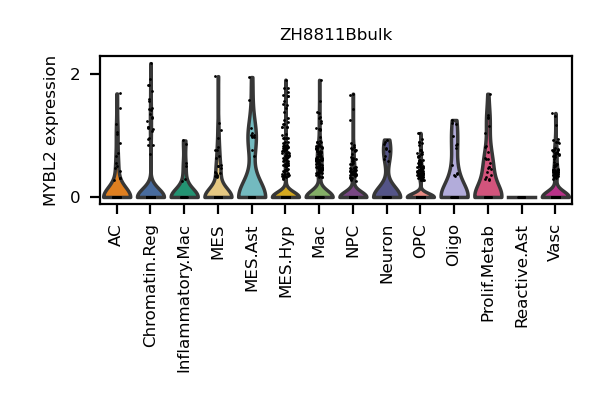 ZH8811Bbulk
MYBL2 expression
2
0
AC
Chromatin.Reg
Inflammatory.Mac
MES
MES.Ast
MES.Hyp
Mac
NPC
Neuron
OPC
Oligo
Prolif.Metab
Reactive.Ast
Vasc